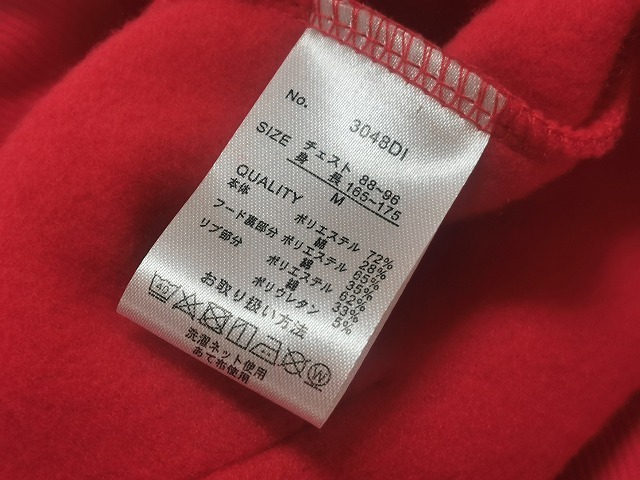 No. 3048DI
SIZE チェスト 88~96
身長 165~175
M
QUALITY
本体 ポリエステル 72%
綿 28%
フード裏部分 ポリエステル 65%
綿 35%
リブ部分 ポリエステル 62%
綿 33%
ポリウレタン 5%
お取り扱い方法
40 W
洗濯ネット使用
あて布使用